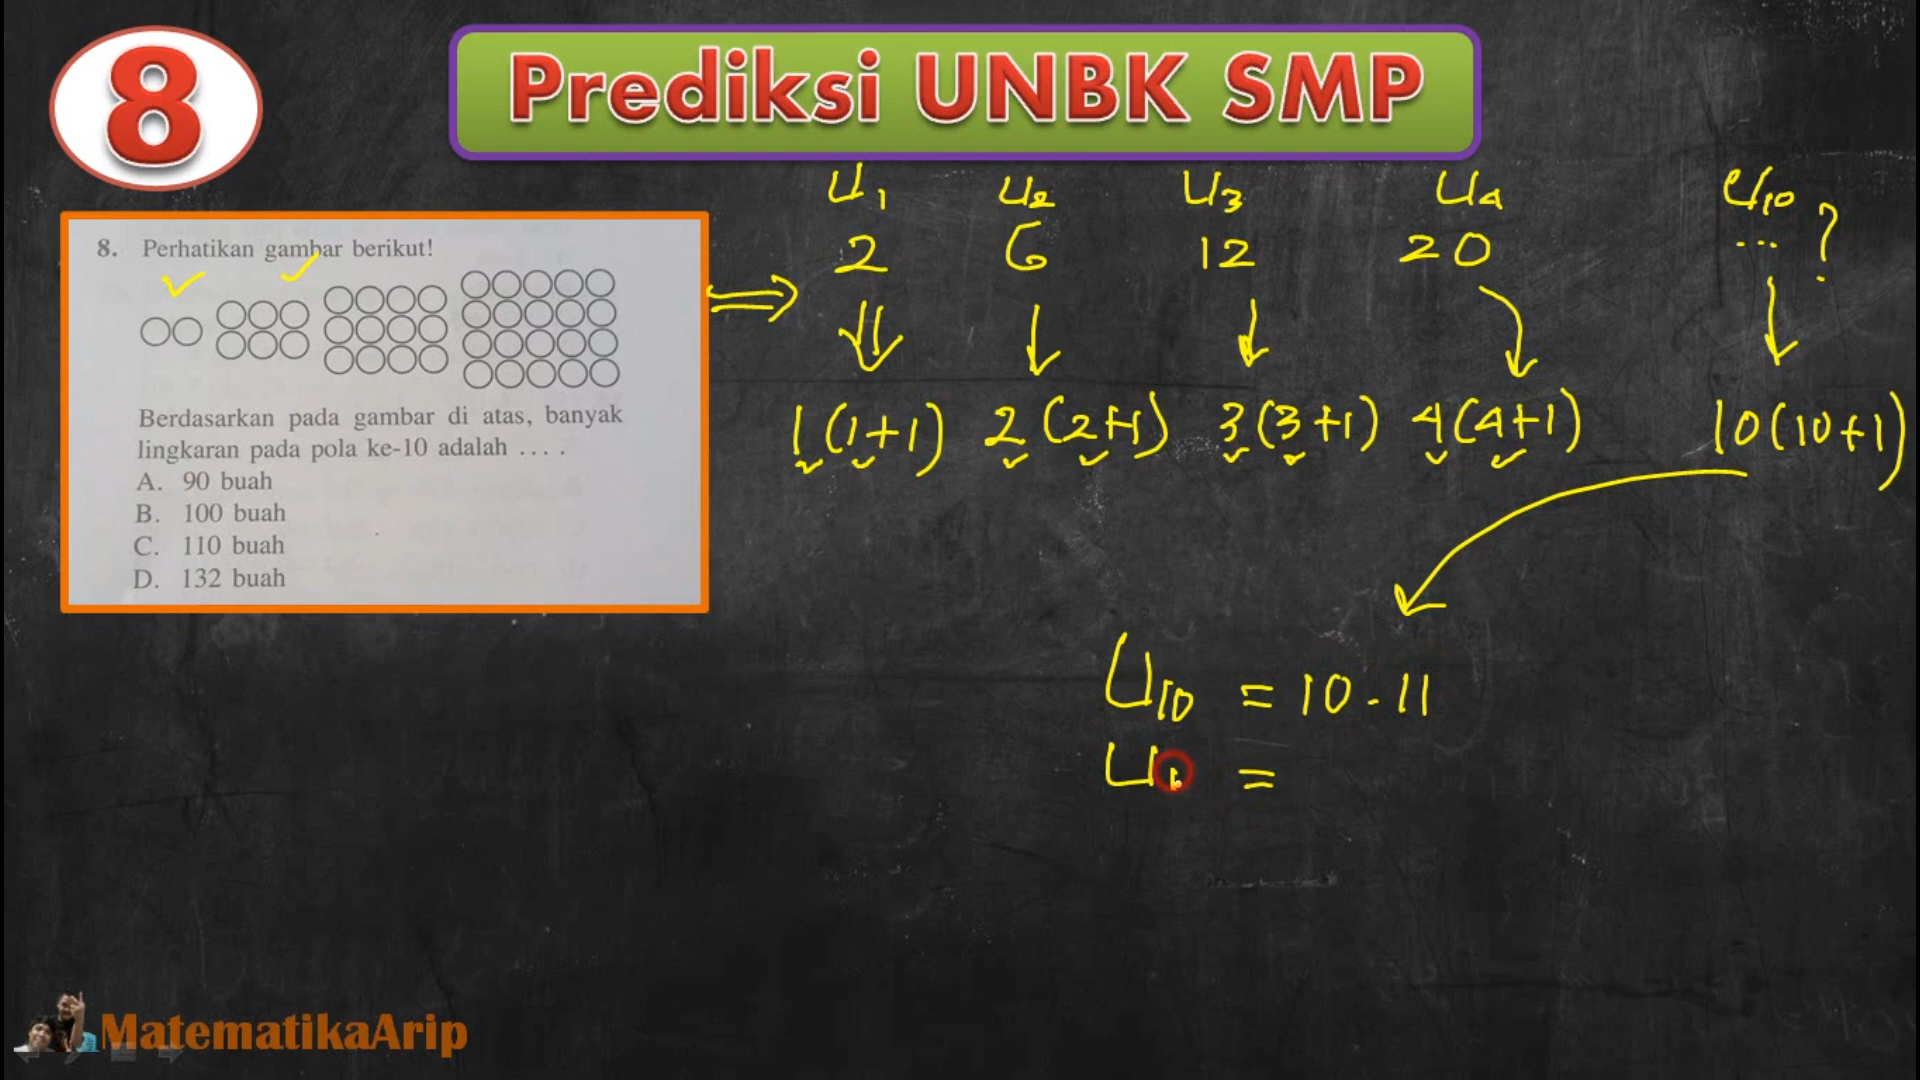 8
Prediksi UNBK SMP
8. Perhatikan gambar berikut!
Berdasarkan pada gambar di atas, banyak
lingkaran pada pola ke-10 adalah ....
A. 90 buah
B. 100 buah
C. 110 buah
D. 132 buah
U1 U2 U3 U4 U10
2 6 12 20 ... ?
1(1+1) 2(2+1) 3(3+1) 4(4+1) 10(10+1)
U10 = 10 . 11
U1 =
MatematikaArip